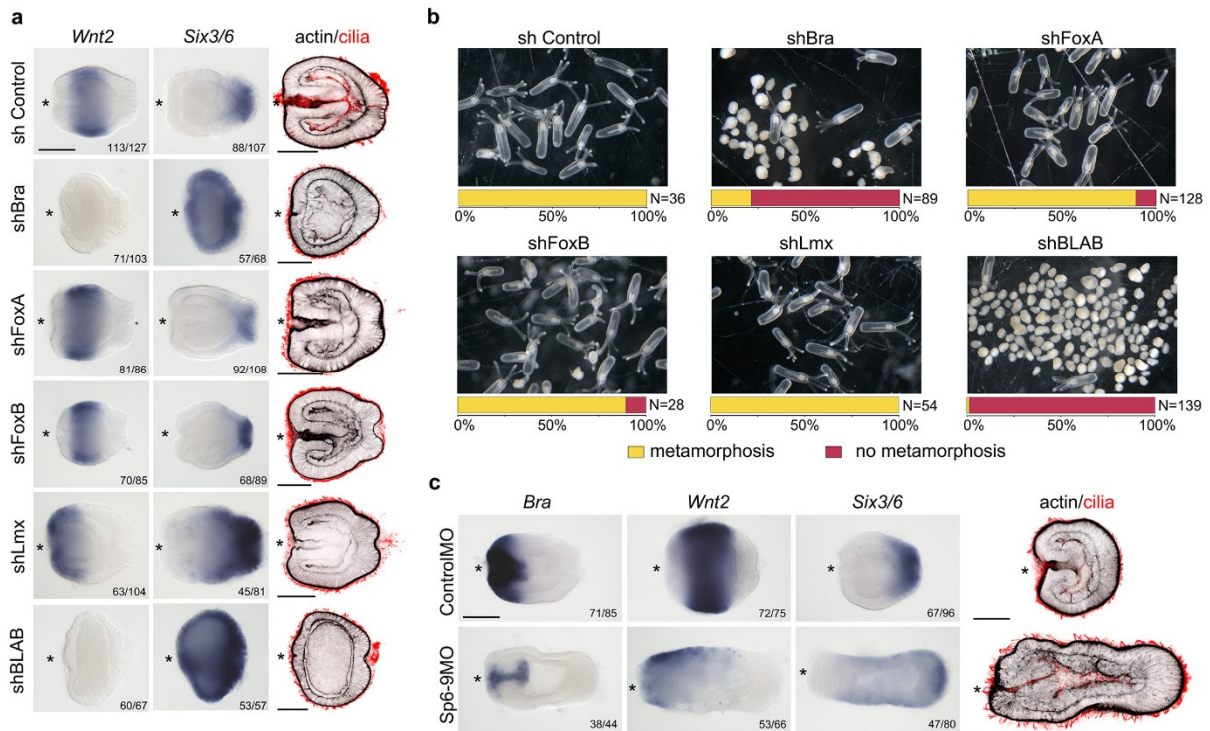 a
Wnt2 Six3/6 actin/cilia
sh Control
* * *
113/127 88/107
shBra
* * *
71/103 57/68
shFoxA
* * *
81/86 92/108
shFoxB
* * *
70/85 68/89
shLmx
* * *
63/104 45/81
shBLAB
* * *
60/67 53/57
b
sh Control shBra shFoxA
N=36 N=89 N=128
0% 50% 100% 0% 50% 100% 0% 50% 100%
shFoxB shLmx shBLAB
N=28 N=54 N=139
0% 50% 100% 0% 50% 100% 0% 50% 100%
metamorphosis no metamorphosis
c
Bra Wnt2 Six3/6 actin/cilia
ControlMO
* * * *
71/85 72/75 67/96
Sp6-9MO
* * * *
38/44 53/66 47/80